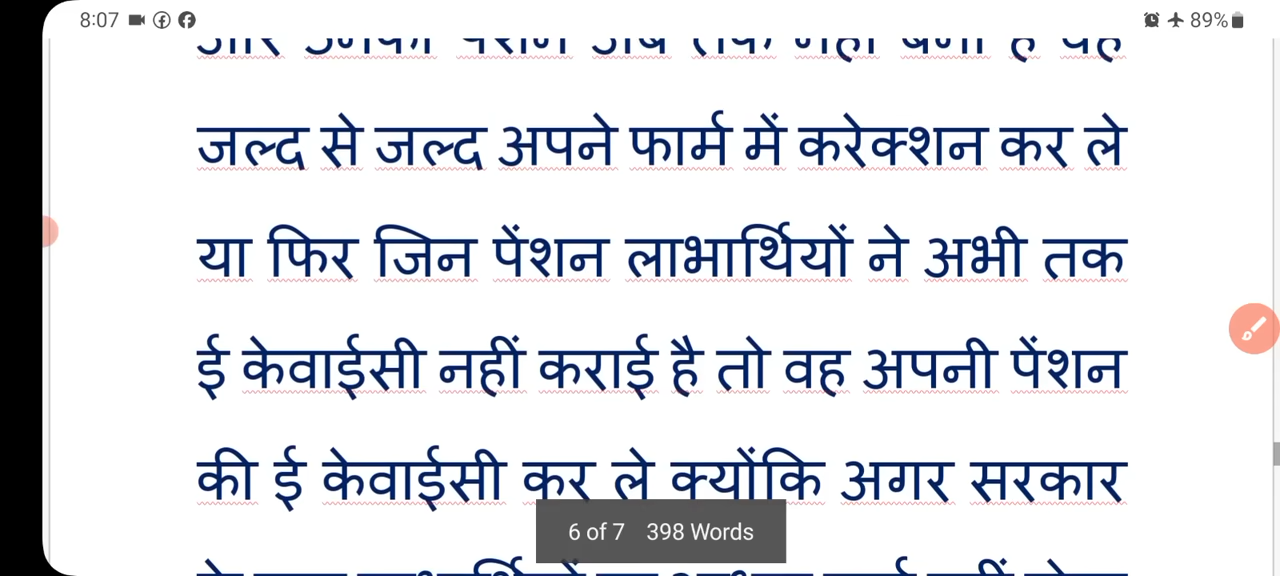 8:07 89%
जल्द से जल्द अपने फार्म में करेक्शन कर ले
या फिर जिन पेंशन लाभार्थियों ने अभी तक
ई केवाईसी नहीं कराई है तो वह अपनी पेंशन
की ई केवाईसी कर ले क्योंकि अगर सरकार
6 of 7 398 Words